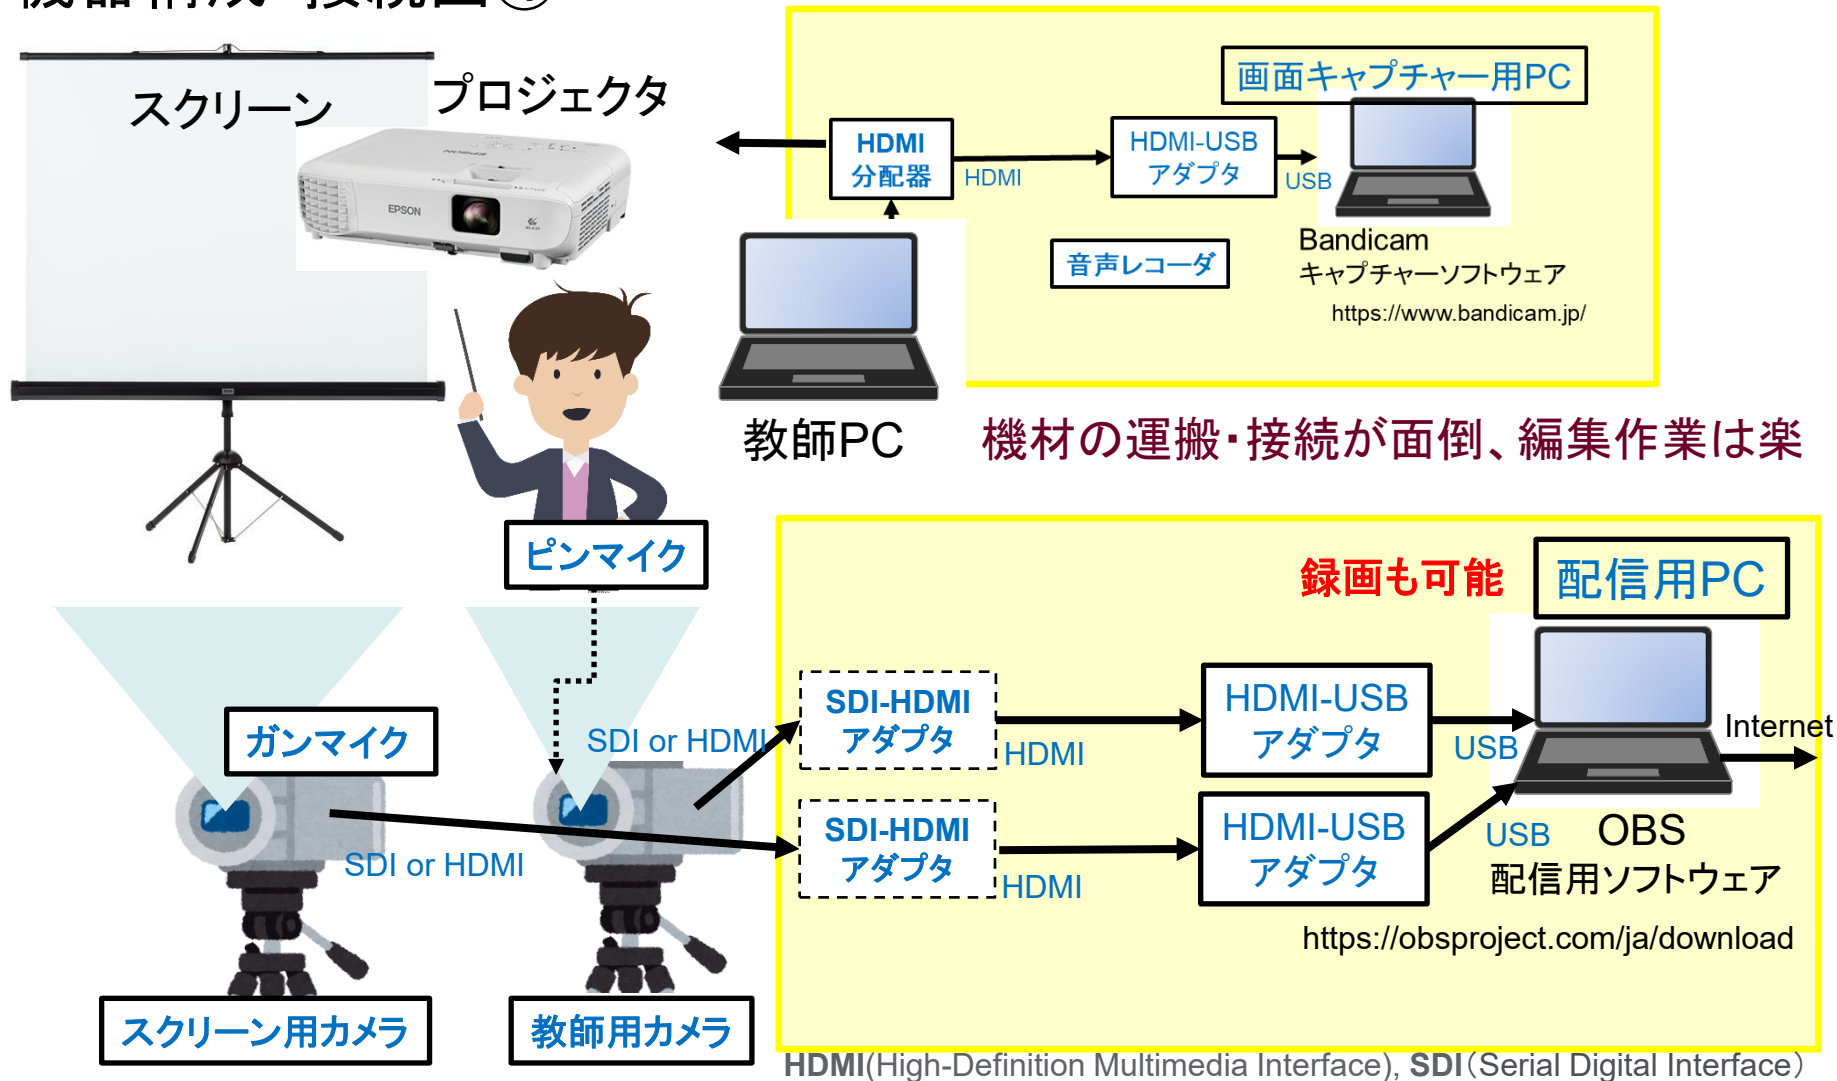 スクリーン
プロジェクタ
EPSON
EPSON
画面キャプチャー用PC
HDMI
分配器
HDMI
HDMI-USB
アダプタ
USB
音声レコーダ
Bandicam
キャプチャーソフトウェア
https://www.bandicam.jp/
教師PC
機材の運搬・接続が面倒、編集作業は楽
ピンマイク
録画も可能
配信用PC
ガンマイク
SDI or HDMI
SDI-HDMI
アダプタ
HDMI
HDMI-USB
アダプタ
USB
Internet
SDI or HDMI
SDI-HDMI
アダプタ
HDMI
HDMI-USB
アダプタ
USB
OBS
配信用ソフトウェア
https://obsproject.com/ja/download
スクリーン用カメラ
教師用カメラ
HDMI(High-Definition Multimedia Interface), SDI（Serial Digital Interface）